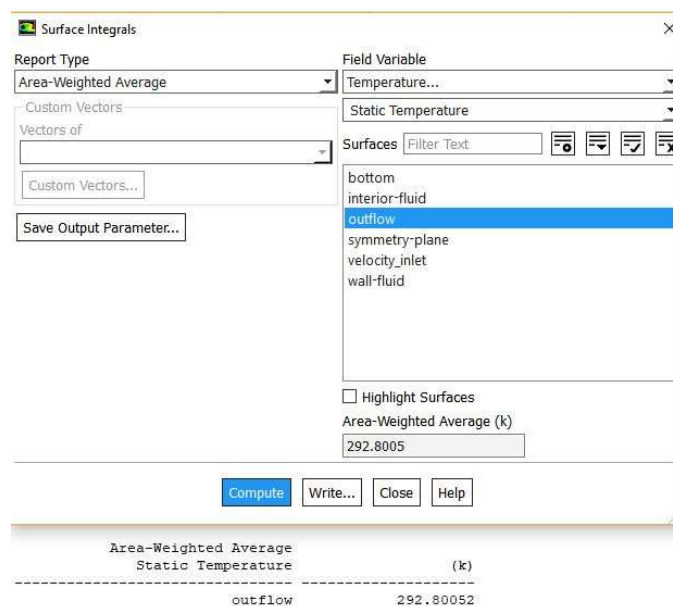 Surface Integrals
Report Type
Area-Weighted Average
Custom Vectors
Vectors of
Custom Vectors...
Save Output Parameter...
Field Variable
Temperature...
Static Temperature
Surfaces Filter Text
bottom
interior-fluid
outflow
symmetry-plane
velocity_inlet
wall-fluid
Highlight Surfaces
Area-Weighted Average (k)
292.8005
Compute Write... Close Help
Area-Weighted Average
Static Temperature (k)
-------------------------------- --------------------
outflow 292.80052